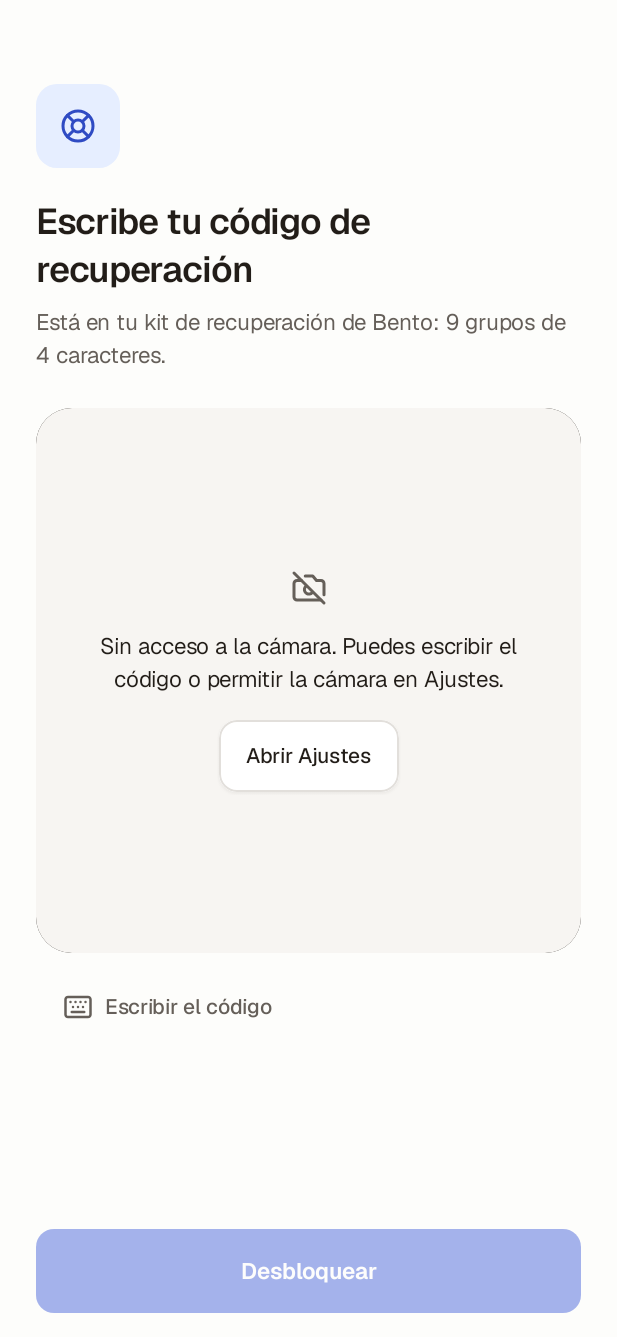 Escribe tu código de
recuperación
Está en tu kit de recuperación de Bento: 9 grupos de
4 caracteres.
Sin acceso a la cámara. Puedes escribir el
código o permitir la cámara en Ajustes.
Abrir Ajustes
Escribir el código
Desbloquear